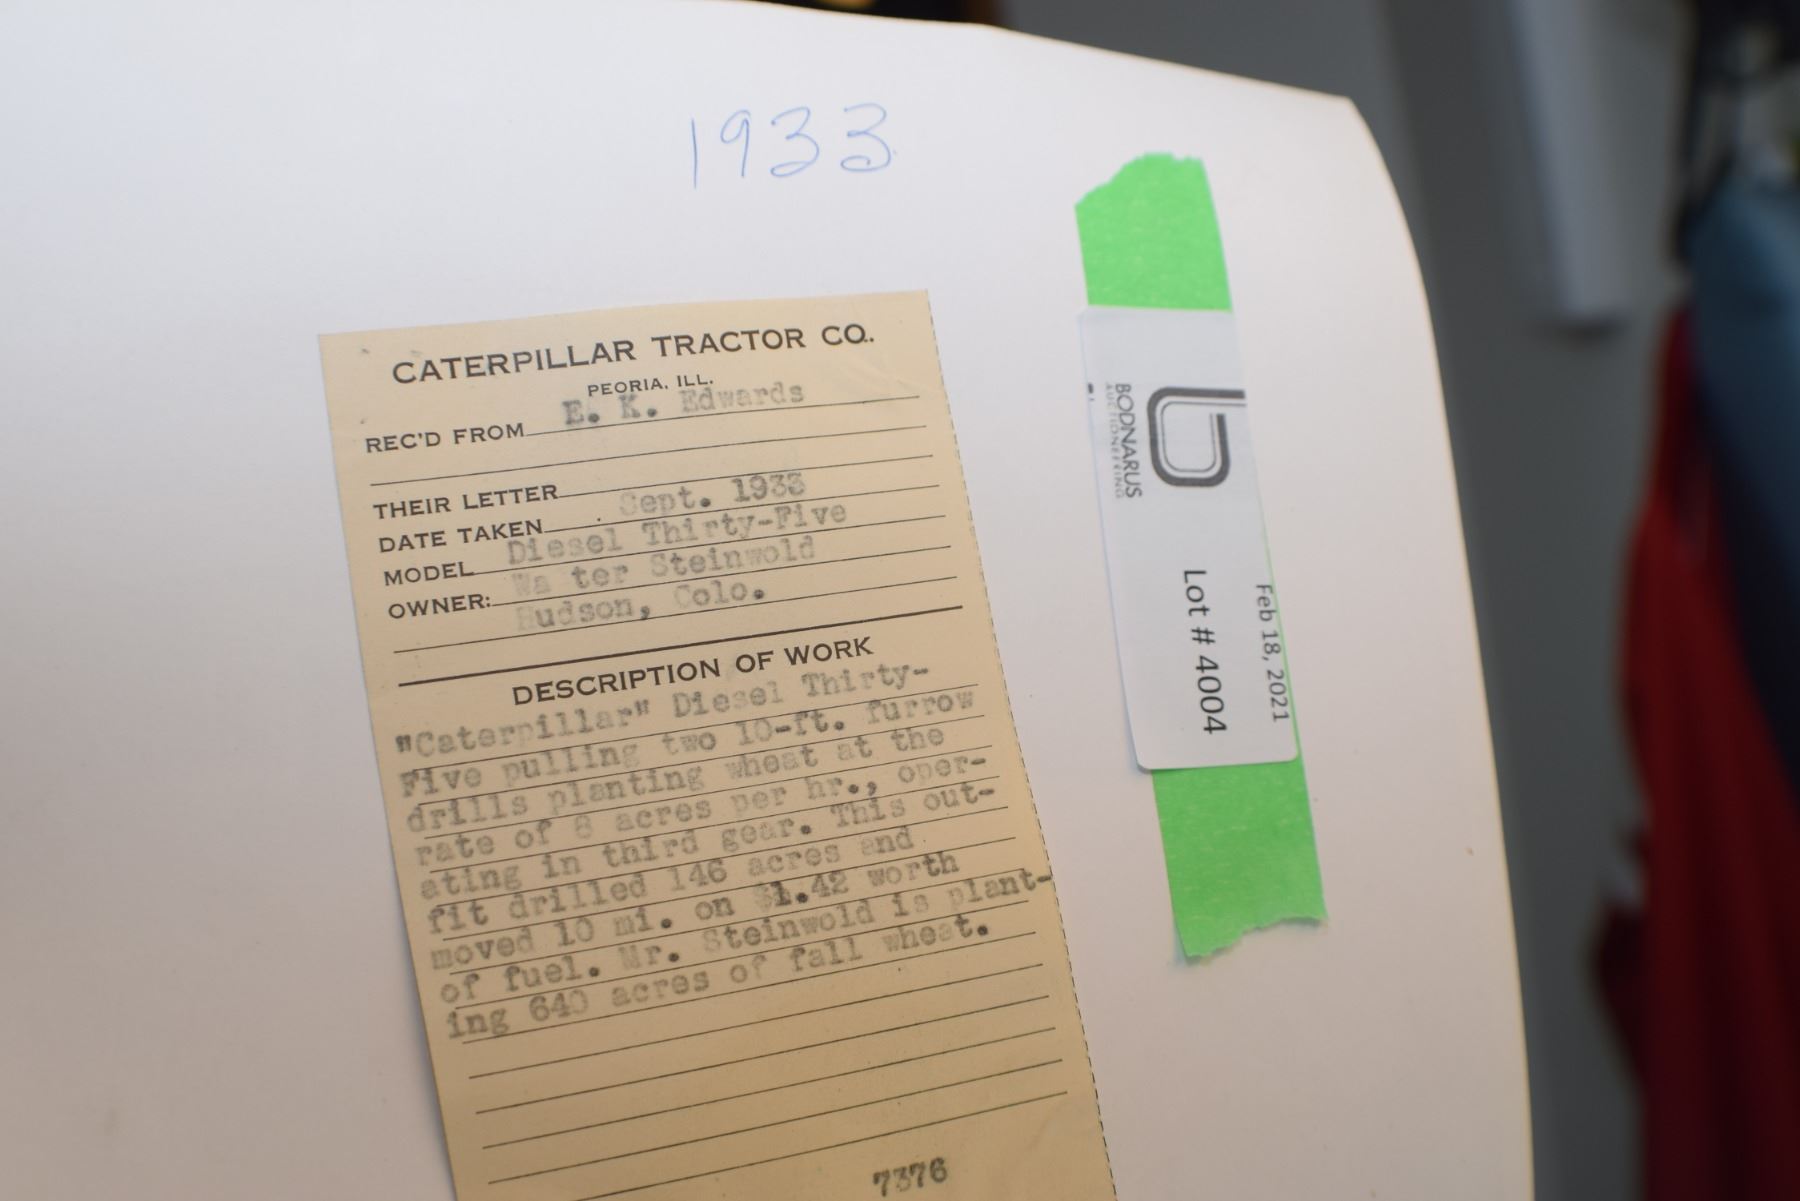 1933
CATERPILLAR TRACTOR CO.
PEORIA, ILL.
REC'D FROM E. K. Edwards
THEIR LETTER
DATE TAKEN Sept. 1933
MODEL Diesel Thirty-Five
OWNER: Wa ter Steinwold
Hudson, Colo.
DESCRIPTION OF WORK
"Caterpillar" Diesel Thirty-
Five pulling two 10-ft. furrow
drills planting wheat at the
rate of 8 acres per hr., oper-
ating in third gear. This out-
fit drilled 146 acres and
moved 10 mi. on $1.42 worth
of fuel. Mr. Steinwold is plant-
ing 640 acres of fall wheat.
7376
BODNARUS
AUCTIONEERING
Lot # 4004
Feb 18, 2021